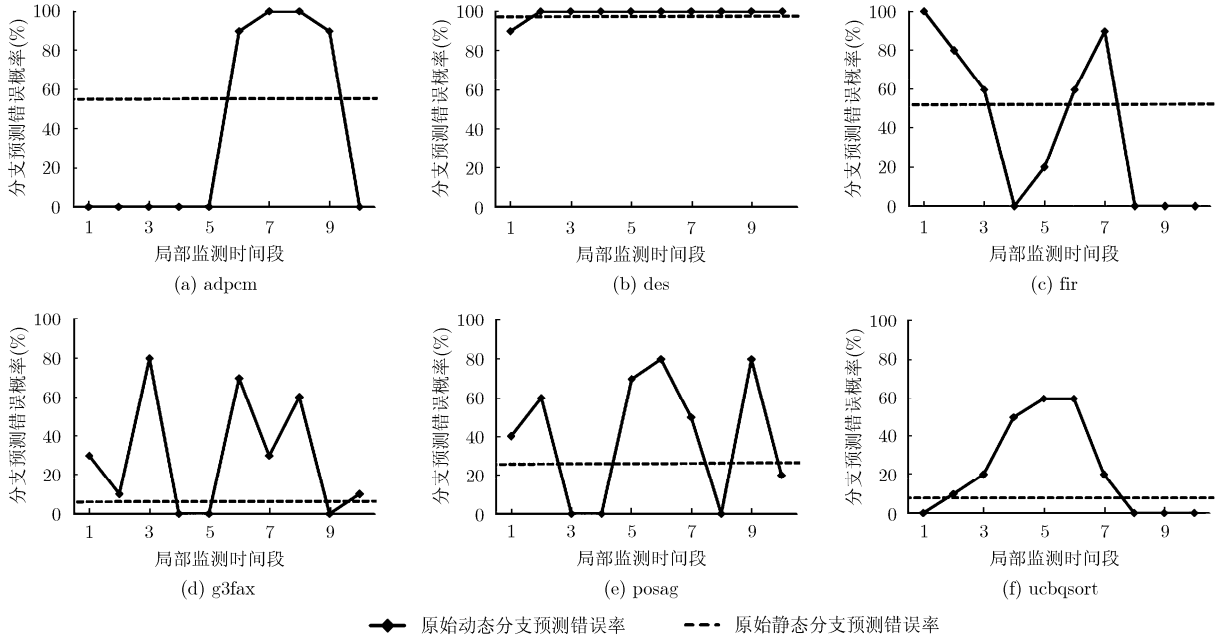 分支预测错误概率(%)
100
80
60
40
20
0
1 3 5 7 9
局部监测时间段
(a) adpcm
分支预测错误概率(%)
100
80
60
40
20
0
1 3 5 7 9
局部监测时间段
(b) des
分支预测错误概率(%)
100
80
60
40
20
0
1 3 5 7 9
局部监测时间段
(c) fir
分支预测错误概率(%)
100
80
60
40
20
0
1 3 5 7 9
局部监测时间段
(d) g3fax
分支预测错误概率(%)
100
80
60
40
20
0
1 3 5 7 9
局部监测时间段
(e) posag
分支预测错误概率(%)
100
80
60
40
20
0
1 3 5 7 9
局部监测时间段
(f) ucbqsort
原始动态分支预测错误率
原始静态分支预测错误率